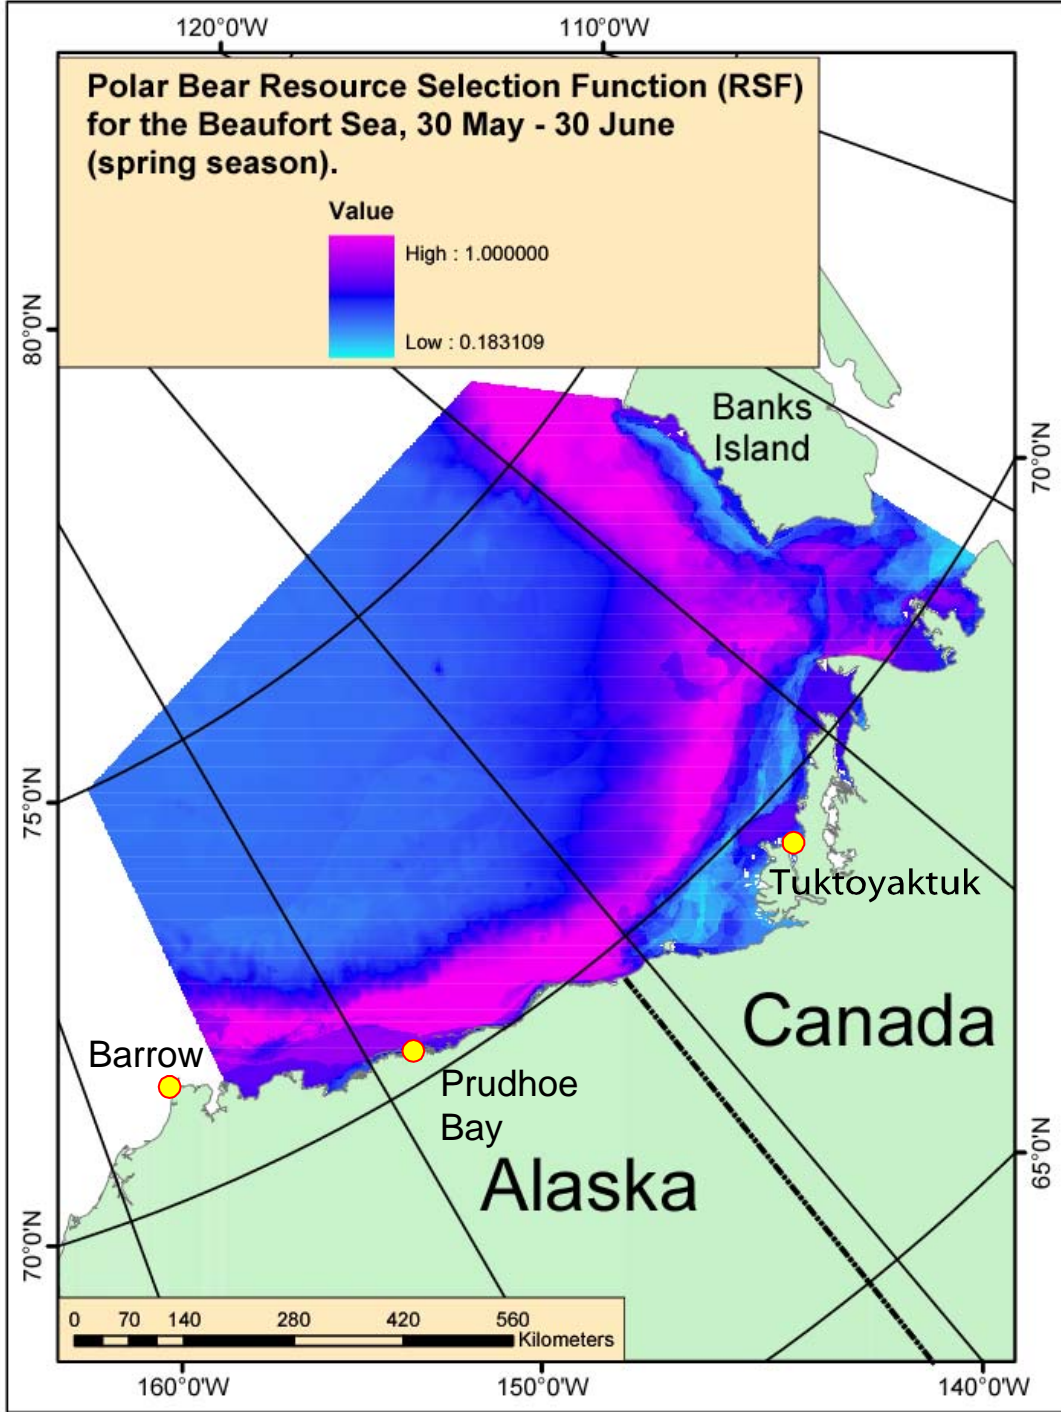 120°0'W
110°0'W
Polar Bear Resource Selection Function (RSF)
for the Beaufort Sea, 30 May - 30 June
(spring season).
Value
High : 1.000000
Low : 0.183109
80°0'N
70°0'N
Banks
Island
75°0'N
Tuktoyaktuk
Canada
Barrow
Prudhoe
Bay
Alaska
65°0'N
70°0'N
0 70 140 280 420 560
Kilometers
160°0'W
150°0'W
140°0'W